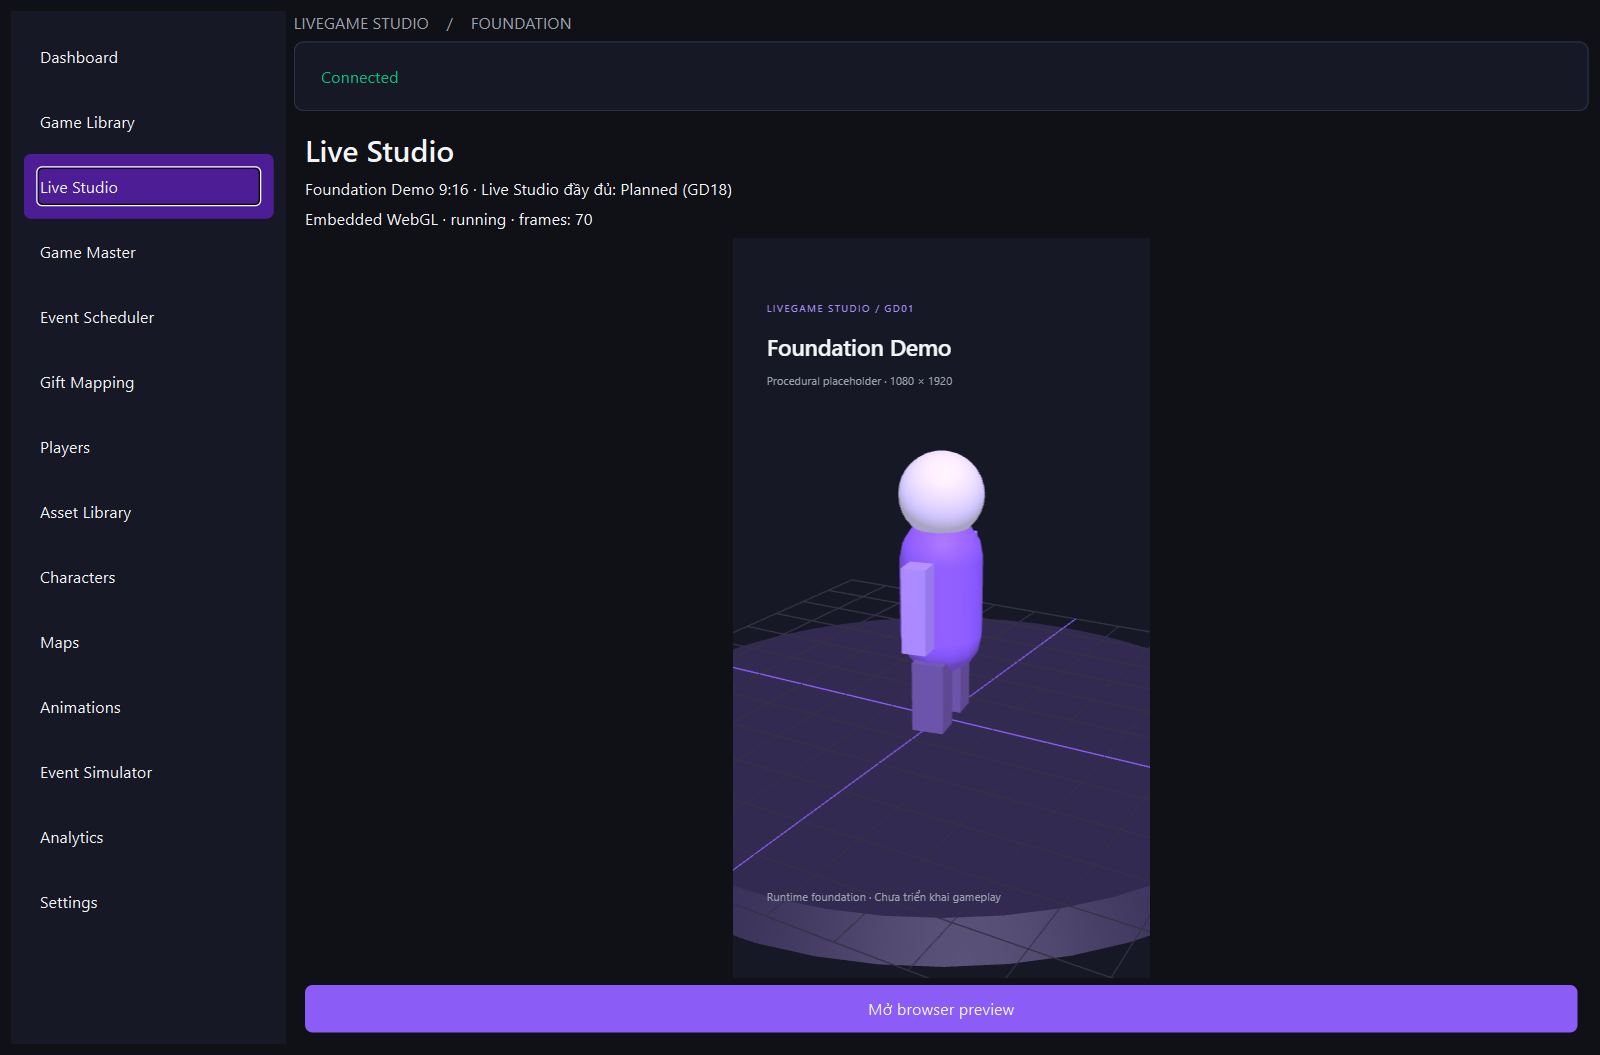 LIVEGAME STUDIO / FOUNDATION
Connected
Dashboard
Game Library
Live Studio
Game Master
Event Scheduler
Gift Mapping
Players
Asset Library
Characters
Maps
Animations
Event Simulator
Analytics
Settings
Live Studio
Foundation Demo 9:16 · Live Studio đầy đủ: Planned (GD18)
Embedded WebGL · running · frames: 70
LIVEGAME STUDIO / GD01
Foundation Demo
Procedural placeholder · 1080 × 1920
Runtime foundation · Chưa triển khai gameplay
Mở browser preview